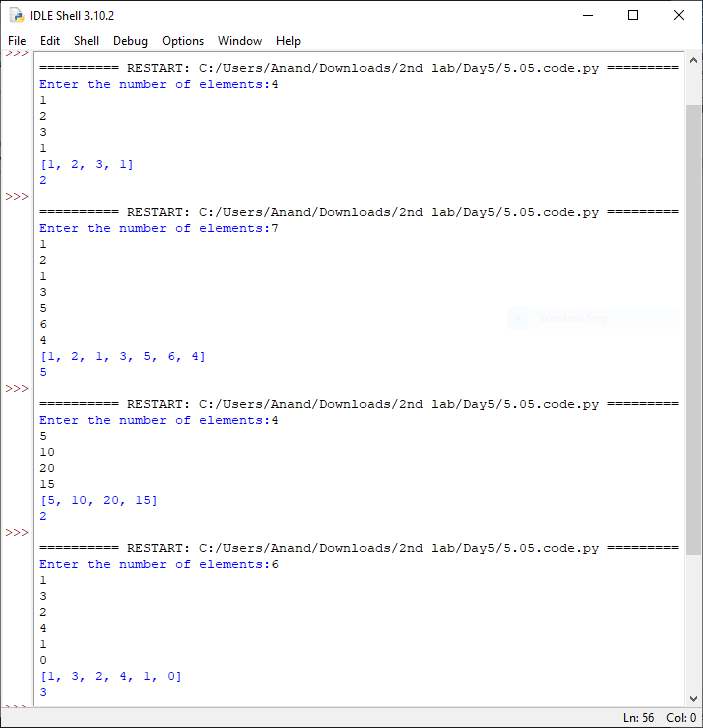 IDLE Shell 3.10.2
File Edit Shell Debug Options Window Help
>>>
========== RESTART: C:/Users/Anand/Downloads/2nd lab/Day5/5.05.code.py =========
Enter the number of elements:4
1
2
3
1
[1, 2, 3, 1]
2
>>>
========== RESTART: C:/Users/Anand/Downloads/2nd lab/Day5/5.05.code.py =========
Enter the number of elements:7
1
2
1
3
5
6
4
[1, 2, 1, 3, 5, 6, 4]
5
>>>
========== RESTART: C:/Users/Anand/Downloads/2nd lab/Day5/5.05.code.py =========
Enter the number of elements:4
5
10
20
15
[5, 10, 20, 15]
2
>>>
========== RESTART: C:/Users/Anand/Downloads/2nd lab/Day5/5.05.code.py =========
Enter the number of elements:6
1
3
2
4
1
0
[1, 3, 2, 4, 1, 0]
3
>>>
Ln: 56 Col: 0